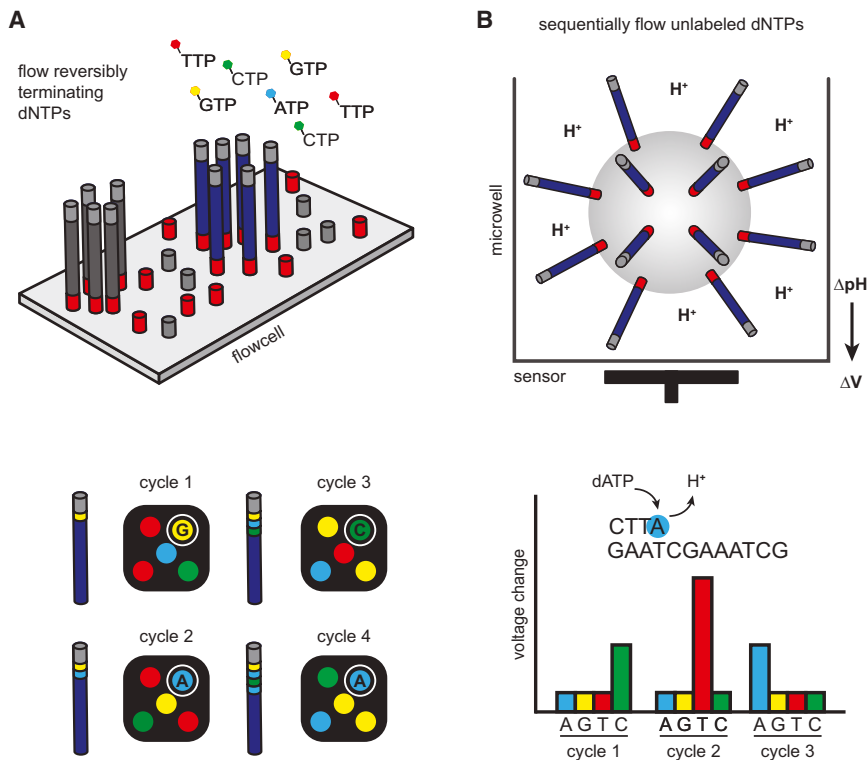 A
flow reversibly
terminating
dNTPs
TTP
CTP
GTP
GTP
ATP
TTP
CTP
flowcell
cycle 1
G
cycle 3
C
cycle 2
A
cycle 4
A
B
sequentially flow unlabeled dNTPs
microwell
H⁺
H⁺
H⁺
H⁺
H⁺
H⁺
H⁺
ΔpH
ΔV
sensor
voltage change
dATP
H⁺
CTTA
GAATCGAAATCG
A G T C
A G T C
A G T C
cycle 1
cycle 2
cycle 3